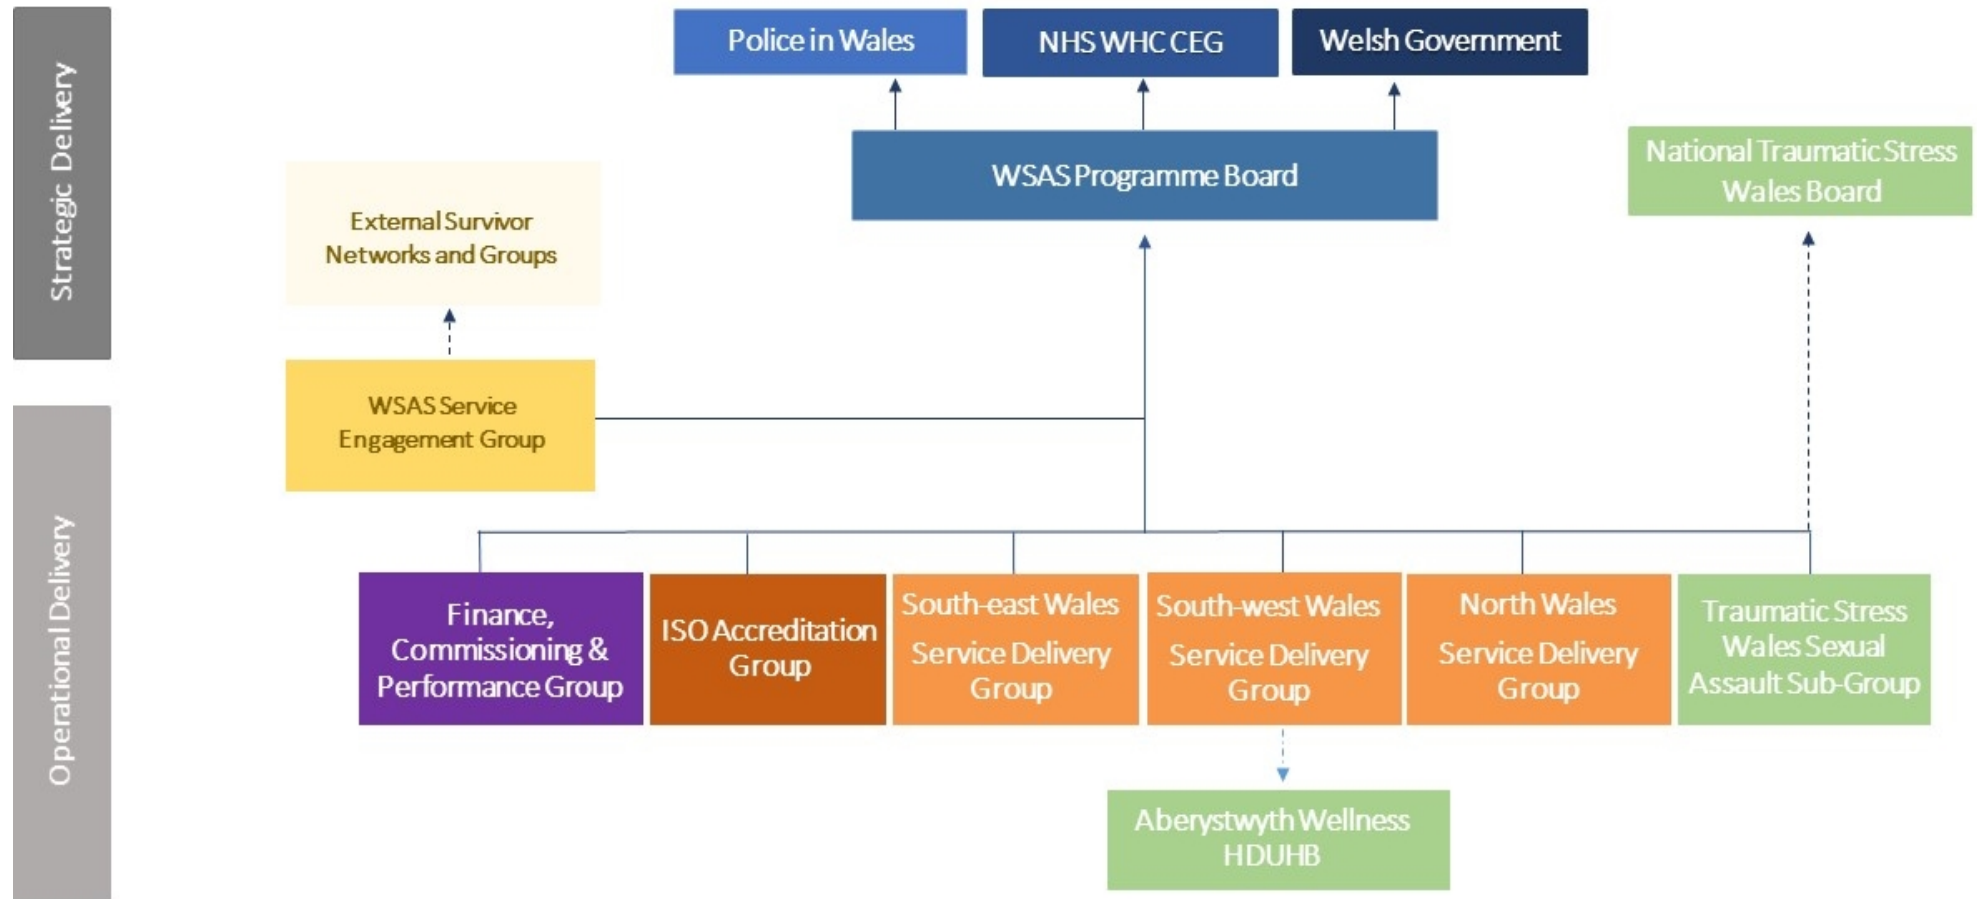 Strategic Delivery
Police in Wales
NHS WHC CEG
Welsh Government
WSAS Programme Board
National Traumatic Stress
Wales Board
External Survivor
Networks and Groups
WSAS Service
Engagement Group
Operational Delivery
Finance,
Commissioning &
Performance Group
ISO Accreditation
Group
South-east Wales
Service Delivery
Group
South-west Wales
Service Delivery
Group
North Wales
Service Delivery
Group
Traumatic Stress
Wales Sexual
Assault Sub-Group
Aberystwyth Wellness
HDUHB